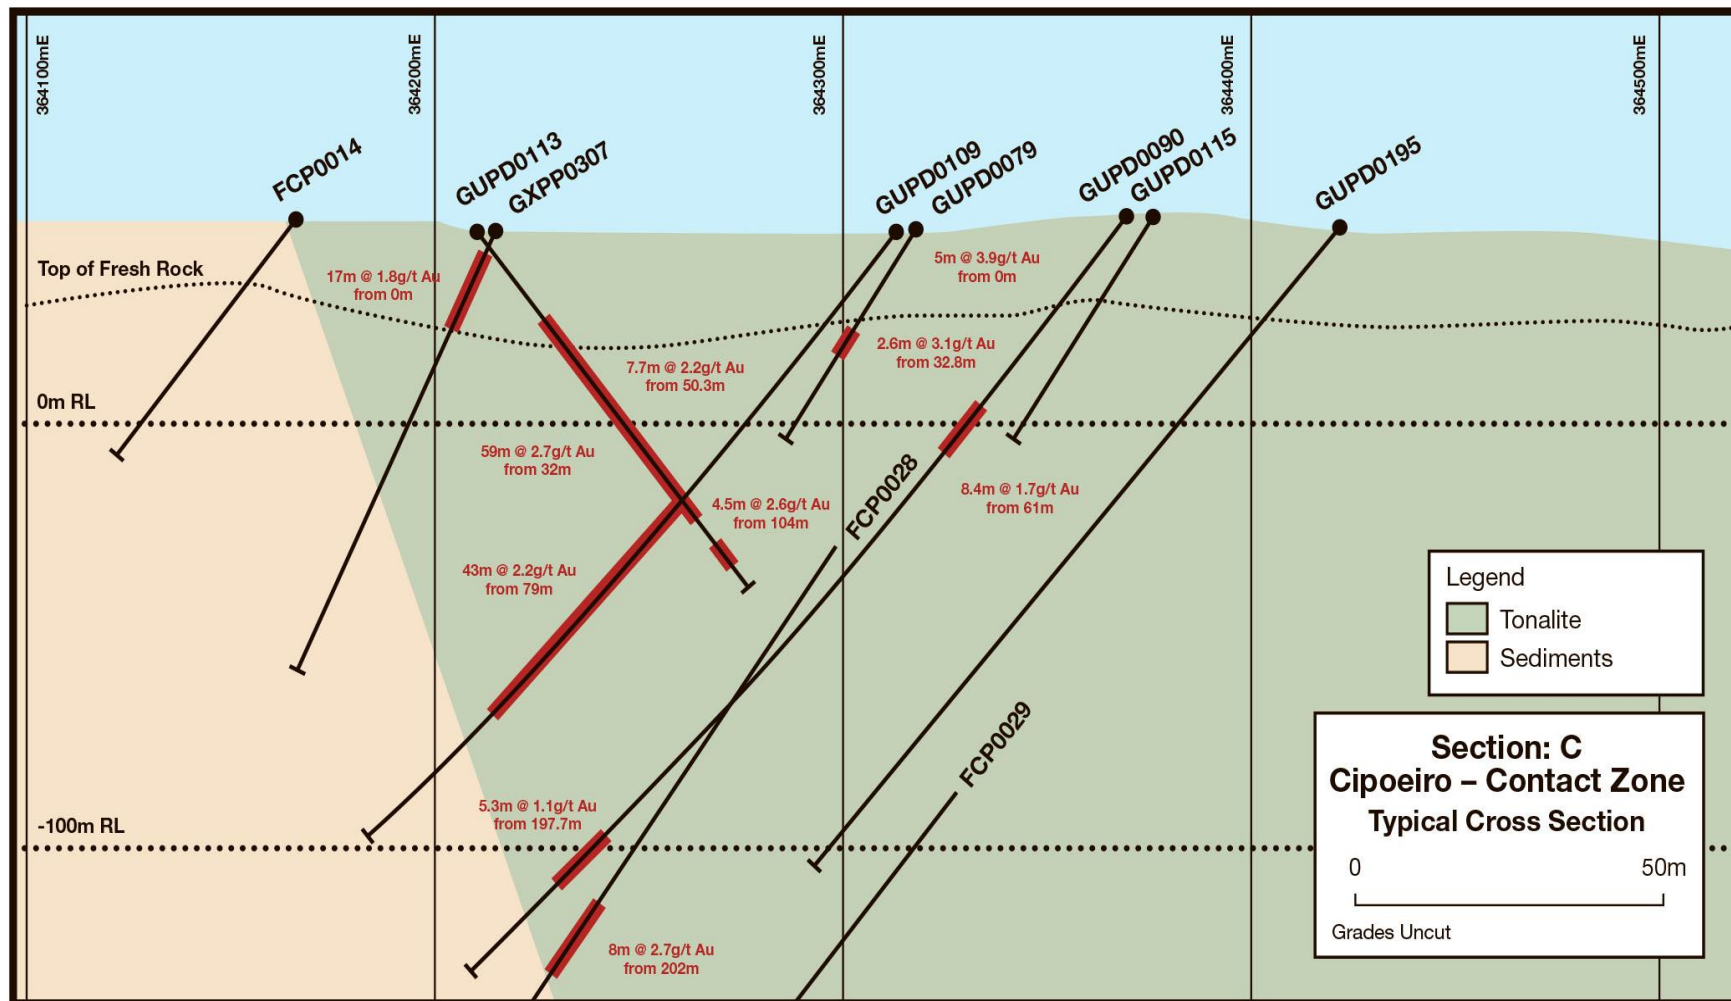 364100mE
364200mE
364300mE
364400mE
364500mE
FCP0014
GUPD0113
GXPP0307
GUPD0109
GUPD0079
GUPD0090
GUPD0115
GUPD0195
Top of Fresh Rock
17m @ 1.8g/t Au
from 0m
5m @ 3.9g/t Au
from 0m
7.7m @ 2.2g/t Au
from 50.3m
2.6m @ 3.1g/t Au
from 32.8m
0m RL
59m @ 2.7g/t Au
from 32m
4.5m @ 2.6g/t Au
from 104m
FCP0028
8.4m @ 1.7g/t Au
from 61m
43m @ 2.2g/t Au
from 79m
Legend
Tonalite
Sediments
FCP0029
5.3m @ 1.1g/t Au
from 197.7m
-100m RL
8m @ 2.7g/t Au
from 202m
Section: C
Cipoeiro – Contact Zone
Typical Cross Section
0 50m
Grades Uncut